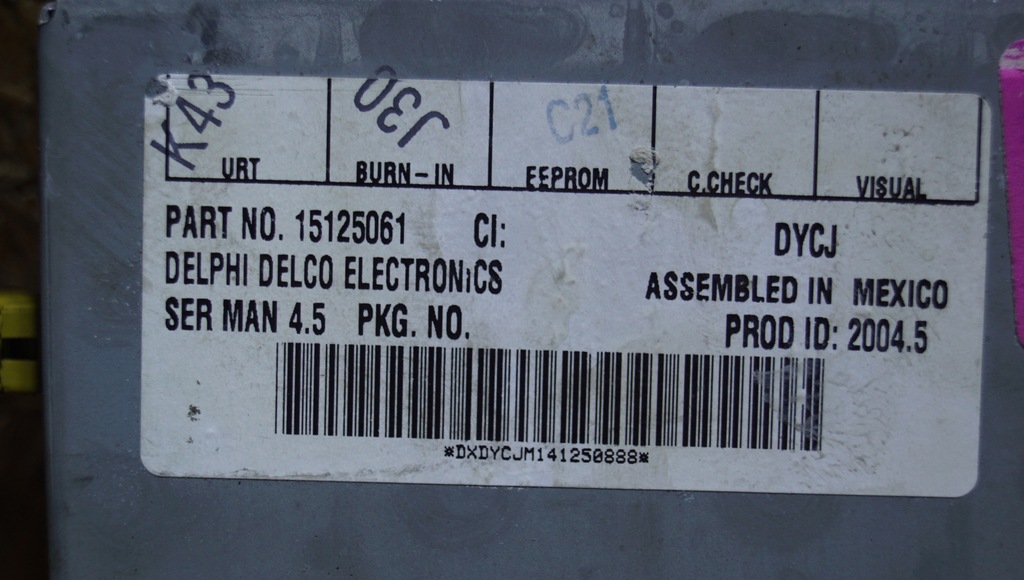 K43 J30 C21
URT BURN-IN EEPROM C.CHECK VISUAL
PART NO. 15125061 CI: DYCJ
DELPHI DELCO ELECTRONICS ASSEMBLED IN MEXICO
SER MAN 4.5 PKG. NO. PROD ID: 2004.5
*DXDYCJM141250888*